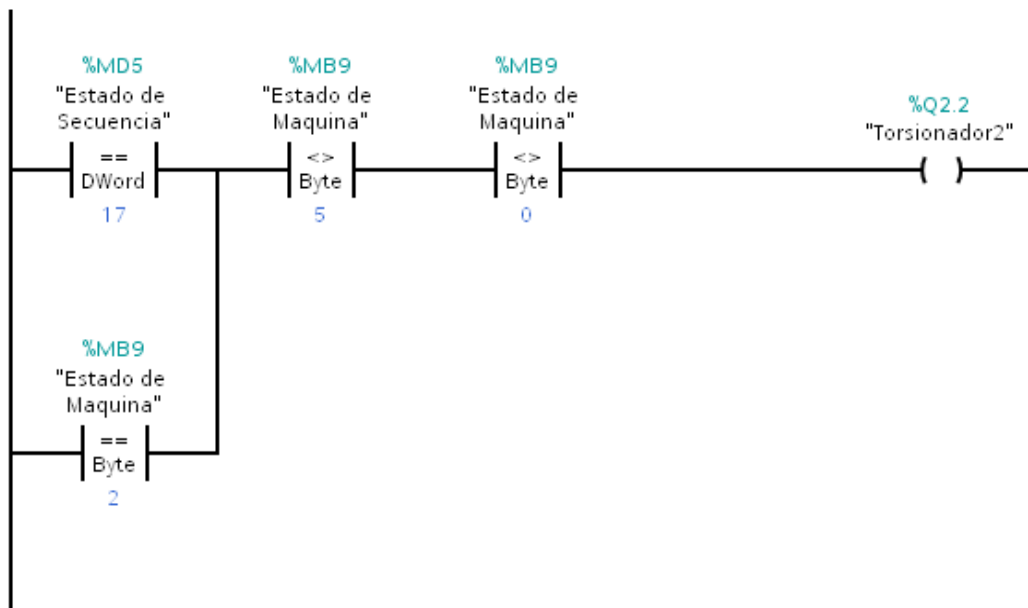 %MD5
"Estado de
Secuencia"
==
DWord
17
%MB9
"Estado de
Maquina"
<>
Byte
5
%MB9
"Estado de
Maquina"
<>
Byte
0
%Q2.2
"Torsionador2"
%MB9
"Estado de
Maquina"
==
Byte
2